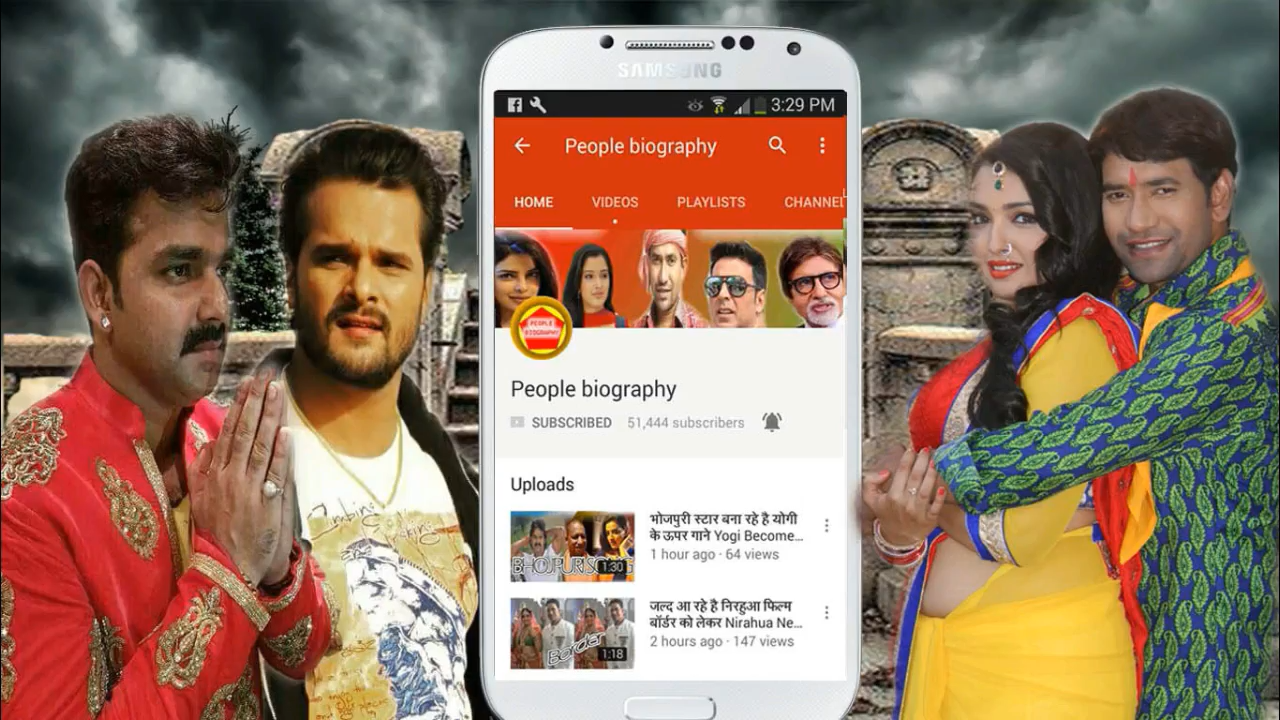 SAMSUNG
3:29 PM
People biography
HOME VIDEOS PLAYLISTS CHANNEL
PEOPLE
BIOGRAPHY
People biography
SUBSCRIBED 51,444 subscribers
Uploads
भोजपुरी स्टार बना रहे है योगी
के ऊपर गाने Yogi Become...
1 hour ago · 64 views
BHOJPURI SONG
1:30
जल्द आ रहे है निरहुआ फिल्म
बॉर्डर को लेकर Nirahua Ne...
2 hours ago · 147 views
Border
1:18